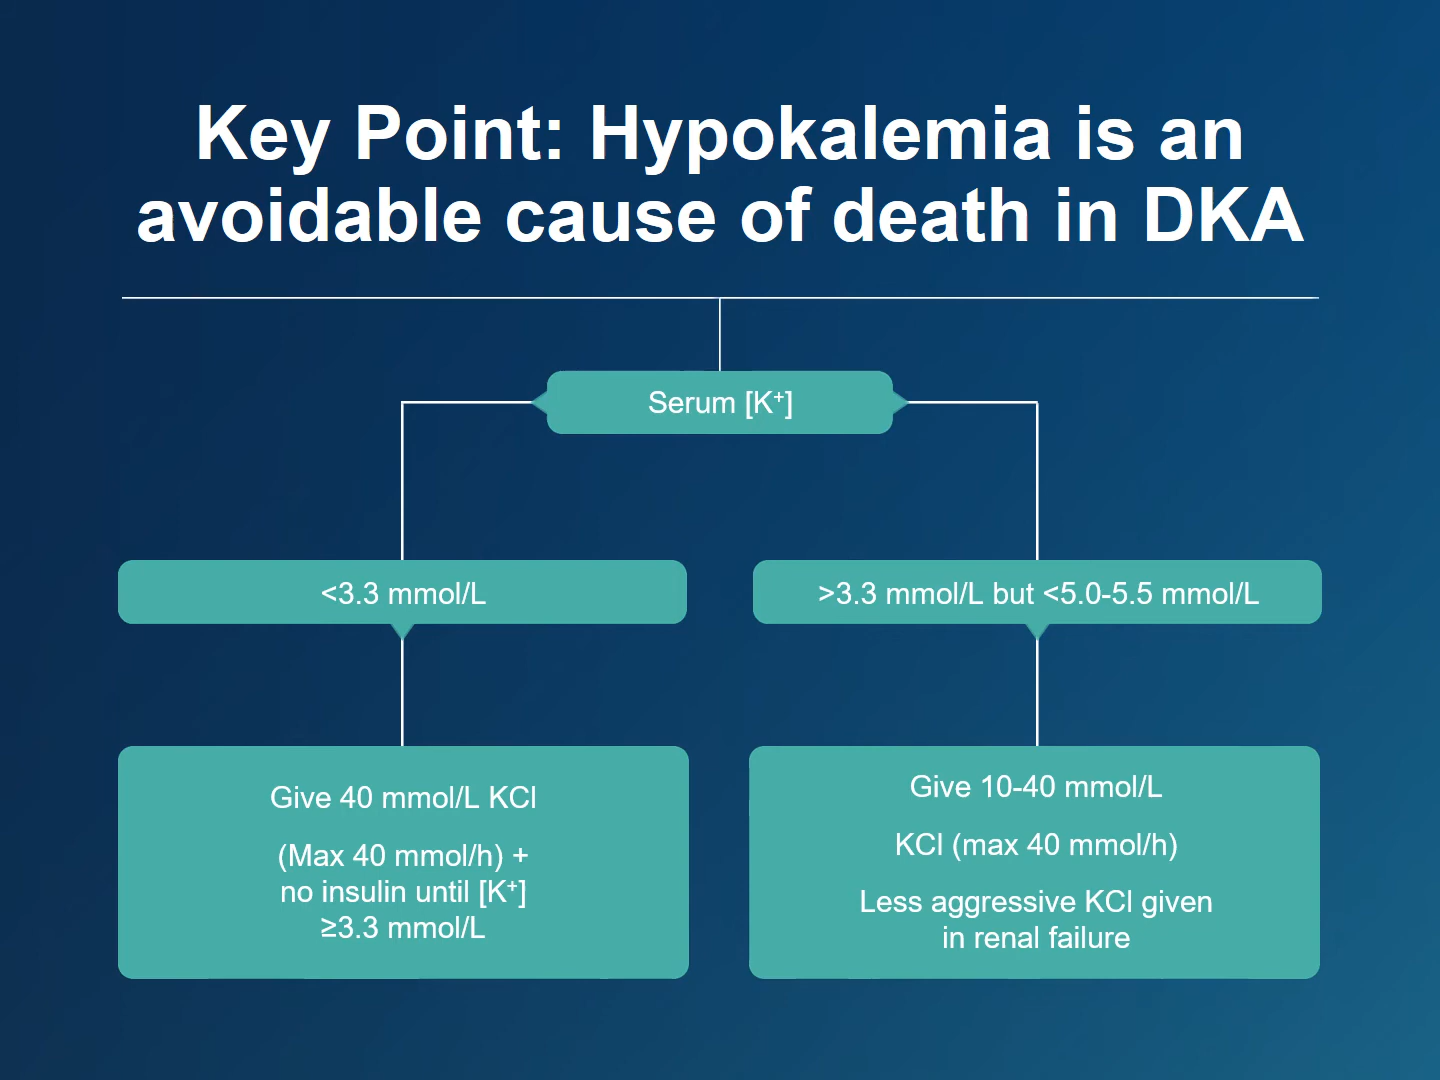 Key Point: Hypokalemia is an
avoidable cause of death in DKA
Serum [K⁺]
<3.3 mmol/L
>3.3 mmol/L but <5.0-5.5 mmol/L
Give 40 mmol/L KCl
(Max 40 mmol/h) +
no insulin until [K⁺]
≥3.3 mmol/L
Give 10-40 mmol/L
KCl (max 40 mmol/h)
Less aggressive KCl given
in renal failure